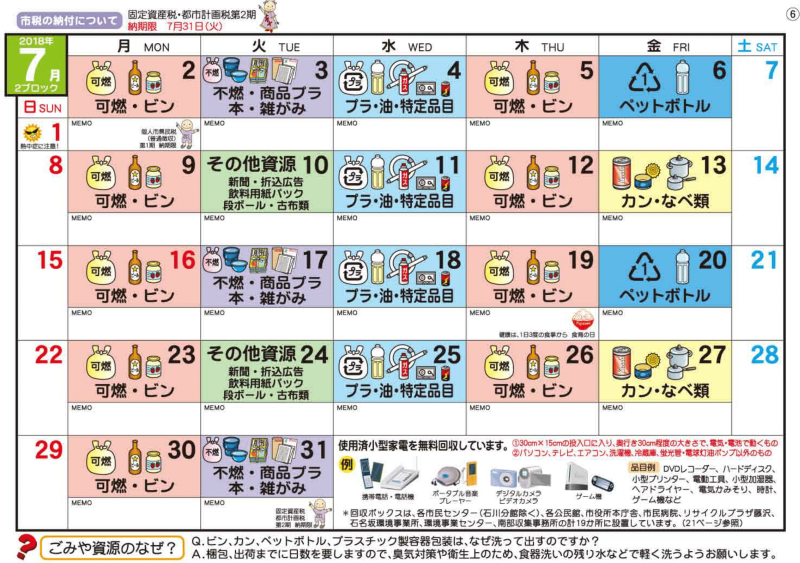 市税の納付について
固定資産税・都市計画税第2期
納期限 7月31日(火)
⑥
2018年
7月
2ブロック
月 MON
火 TUE
水 WED
木 THU
金 FRI
土 SAT
日 SUN
1
熱中症に注意!
可燃
2
可燃・ビン
MEMO
個人市県民税
(普通徴収)
第1期 納期限
不燃
3
不燃・商品プラ
本・雑がみ
MEMO
プラ
4
プラ・油・特定品目
MEMO
可燃
5
可燃・ビン
MEMO
1
6
ペットボトル
MEMO
7
8
可燃
9
可燃・ビン
MEMO
その他資源 10
新聞・折込広告
飲料用紙パック
段ボール・古布類
MEMO
プラ
11
プラ・油・特定品目
MEMO
可燃
12
可燃・ビン
MEMO
13
カン・なべ類
MEMO
14
15
可燃
16
可燃・ビン
MEMO
不燃
17
不燃・商品プラ
本・雑がみ
MEMO
プラ
18
プラ・油・特定品目
MEMO
可燃
19
可燃・ビン
MEMO
健康は、1日3度の食事から 食育の日
1
20
ペットボトル
MEMO
21
22
可燃
23
可燃・ビン
MEMO
その他資源 24
新聞・折込広告
飲料用紙パック
段ボール・古布類
MEMO
プラ
25
プラ・油・特定品目
MEMO
可燃
26
可燃・ビン
MEMO
27
カン・なべ類
MEMO
28
29
可燃
30
可燃・ビン
MEMO
不燃
31
不燃・商品プラ
本・雑がみ
MEMO
固定資産税
都市計画税
第2期 納期限
使用済小型家電を無料回収しています。
①30cm×15cmの投入口に入り、奥行き30cm程度の大きさで、電気・電池で動くもの
②パソコン、テレビ、エアコン、洗濯機、冷蔵庫、蛍光管・電球灯油ポンプ以外のもの
例
携帯電話・電話機
ポータブル音楽
プレーヤー
デジタルカメラ
ビデオカメラ
ゲーム機
品目例 DVDレコーダー、ハードディスク、
小型プリンター、電動工具、小型加湿器、
ヘアドライヤー、電気かみそり、時計、
ゲーム機など
*回収ボックスは、各市民センター(石川分館除く)、各公民館、市役所本庁舎、市民病院、リサイクルプラザ藤沢、
石名坂環境事業所、環境事業センター、南部収集事務所の計19カ所に設置しています。(21ページ参照)
?
ごみや資源のなぜ?
Q.ビン、カン、ペットボトル、プラスチック製容器包装は、なぜ洗って出すのですか?
A.梱包、出荷までに日数を要しますので、臭気対策や衛生上のため、食器洗いの残り水などで軽く洗うようお願いします。